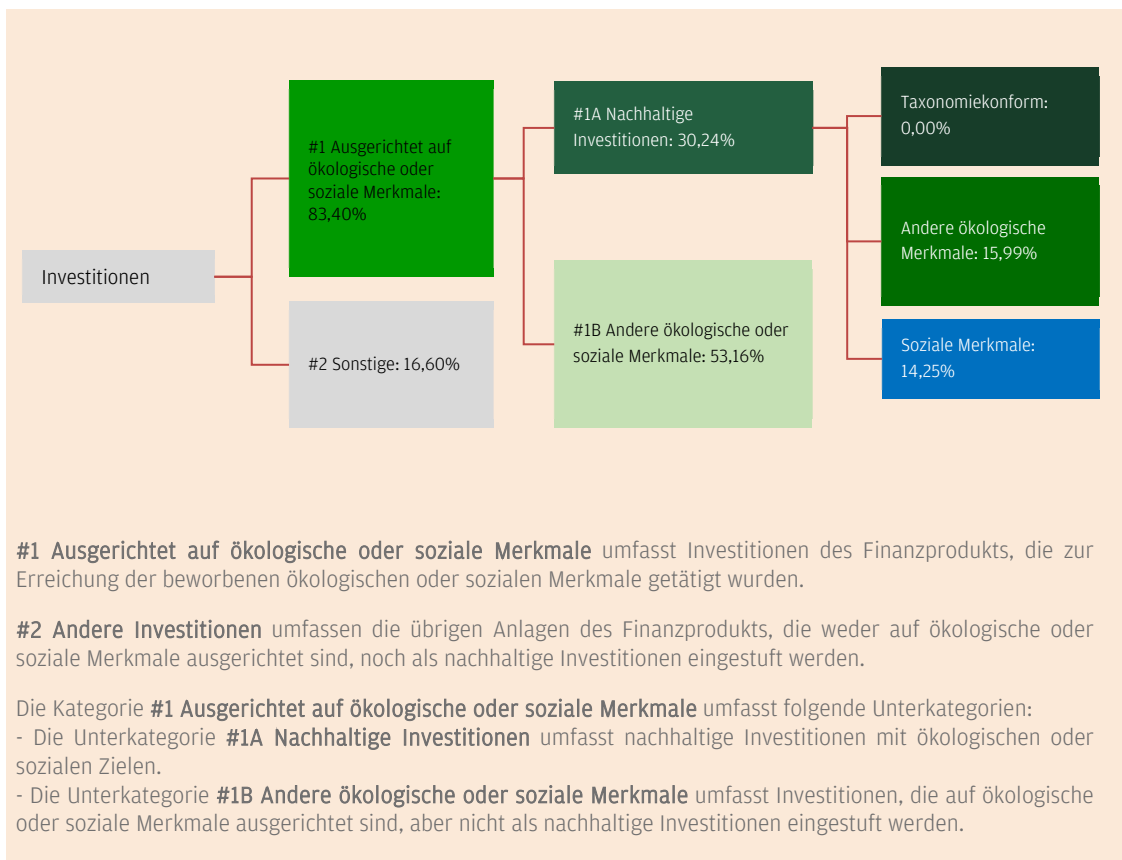 Investitionen
#1 Ausgerichtet auf
ökologische oder
soziale Merkmale:
83,40%
#2 Sonstige: 16,60%
#1A Nachhaltige
Investitionen: 30,24%
#1B Andere ökologische oder
soziale Merkmale: 53,16%
Taxonomiekonform:
0,00%
Andere ökologische
Merkmale: 15,99%
Soziale Merkmale:
14,25%
#1 Ausgerichtet auf ökologische oder soziale Merkmale umfasst Investitionen des Finanzprodukts, die zur
Erreichung der beworbenen ökologischen oder sozialen Merkmale getätigt wurden.
#2 Andere Investitionen umfassen die übrigen Anlagen des Finanzprodukts, die weder auf ökologische oder
soziale Merkmale ausgerichtet sind, noch als nachhaltige Investitionen eingestuft werden.
Die Kategorie #1 Ausgerichtet auf ökologische oder soziale Merkmale umfasst folgende Unterkategorien:
- Die Unterkategorie #1A Nachhaltige Investitionen umfasst nachhaltige Investitionen mit ökologischen oder
sozialen Zielen.
- Die Unterkategorie #1B Andere ökologische oder soziale Merkmale umfasst Investitionen, die auf ökologische
oder soziale Merkmale ausgerichtet sind, aber nicht als nachhaltige Investitionen eingestuft werden.